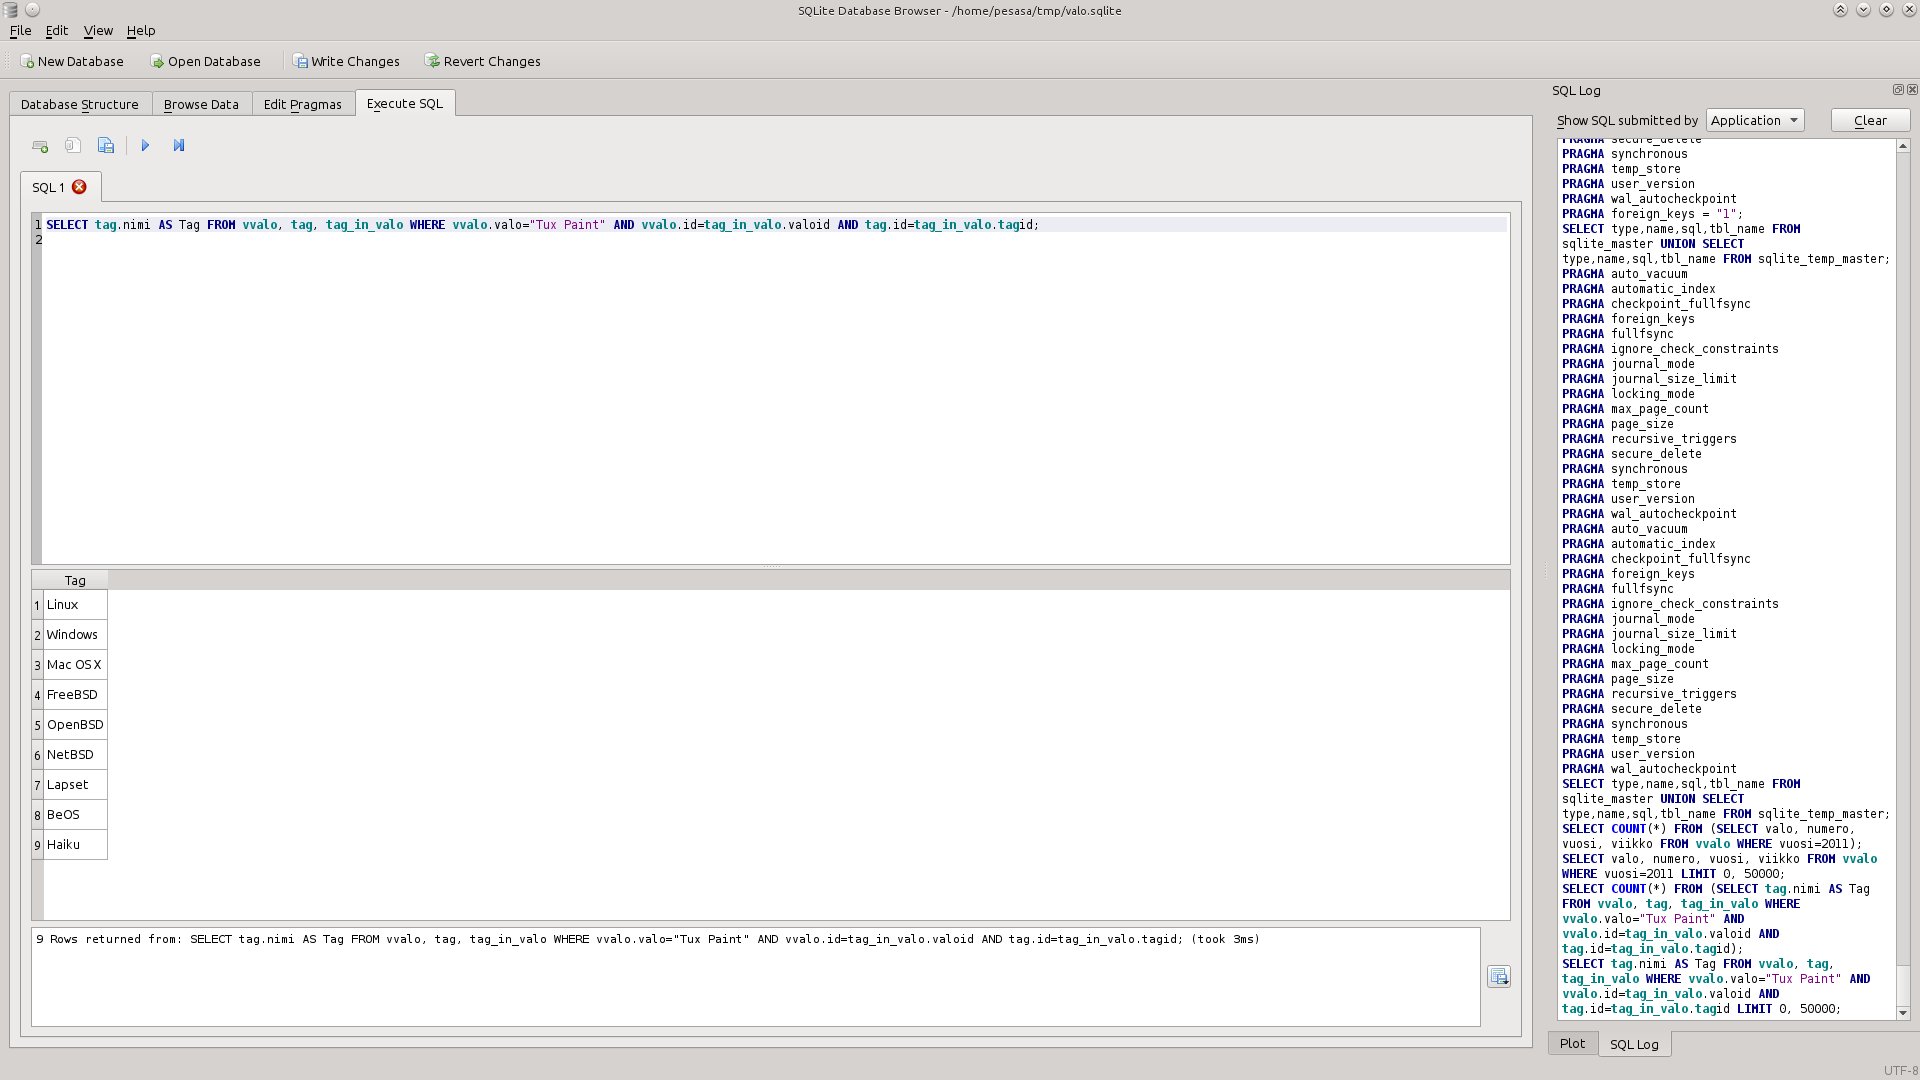 SQLite Database Browser - /home/pesasa/tmp/valo.sqlite
File Edit View Help
New Database Open Database Write Changes Revert Changes
Database Structure Browse Data Edit Pragmas Execute SQL
SQL 1
1 SELECT tag.nimi AS Tag FROM vvalo, tag, tag_in_valo WHERE vvalo.valo="Tux Paint" AND vvalo.id=tag_in_valo.valoid AND tag.id=tag_in_valo.tagid;
2
Tag
1 Linux
2 Windows
3 Mac OS X
4 FreeBSD
5 OpenBSD
6 NetBSD
7 Lapset
8 BeOS
9 Haiku
9 Rows returned from: SELECT tag.nimi AS Tag FROM vvalo, tag, tag_in_valo WHERE vvalo.valo="Tux Paint" AND vvalo.id=tag_in_valo.valoid AND tag.id=tag_in_valo.tagid; (took 3ms)
SQL Log
Show SQL submitted by Application Clear
PRAGMA secure_delete
PRAGMA synchronous
PRAGMA temp_store
PRAGMA user_version
PRAGMA wal_autocheckpoint
PRAGMA foreign_keys = "1";
SELECT type,name,sql,tbl_name FROM
sqlite_master UNION SELECT
type,name,sql,tbl_name FROM sqlite_temp_master;
PRAGMA auto_vacuum
PRAGMA automatic_index
PRAGMA checkpoint_fullfsync
PRAGMA foreign_keys
PRAGMA fullfsync
PRAGMA ignore_check_constraints
PRAGMA journal_mode
PRAGMA journal_size_limit
PRAGMA locking_mode
PRAGMA max_page_count
PRAGMA page_size
PRAGMA recursive_triggers
PRAGMA secure_delete
PRAGMA synchronous
PRAGMA temp_store
PRAGMA user_version
PRAGMA wal_autocheckpoint
PRAGMA auto_vacuum
PRAGMA automatic_index
PRAGMA checkpoint_fullfsync
PRAGMA foreign_keys
PRAGMA fullfsync
PRAGMA ignore_check_constraints
PRAGMA journal_mode
PRAGMA journal_size_limit
PRAGMA locking_mode
PRAGMA max_page_count
PRAGMA page_size
PRAGMA recursive_triggers
PRAGMA secure_delete
PRAGMA synchronous
PRAGMA temp_store
PRAGMA user_version
PRAGMA wal_autocheckpoint
SELECT type,name,sql,tbl_name FROM
sqlite_master UNION SELECT
type,name,sql,tbl_name FROM sqlite_temp_master;
SELECT COUNT(*) FROM (SELECT valo, numero,
vuosi, viikko FROM vvalo WHERE vuosi=2011);
SELECT valo, numero, vuosi, viikko FROM vvalo
WHERE vuosi=2011 LIMIT 0, 50000;
SELECT COUNT(*) FROM (SELECT tag.nimi AS Tag
FROM vvalo, tag, tag_in_valo WHERE
vvalo.valo="Tux Paint" AND
vvalo.id=tag_in_valo.valoid AND
tag.id=tag_in_valo.tagid);
SELECT tag.nimi AS Tag FROM vvalo, tag,
tag_in_valo WHERE vvalo.valo="Tux Paint" AND
vvalo.id=tag_in_valo.valoid AND
tag.id=tag_in_valo.tagid LIMIT 0, 50000;
Plot SQL Log
UTF-8